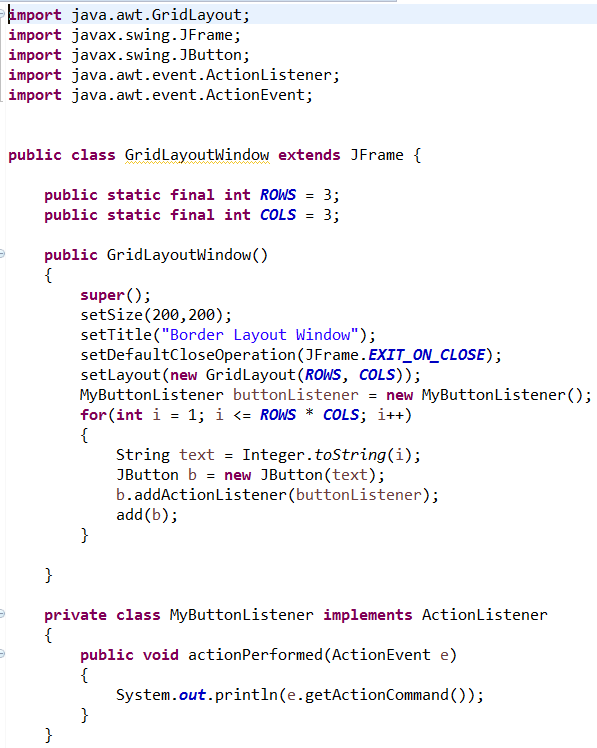 import java.awt.GridLayout;
import javax.swing.JFrame;
import javax.swing.JButton;
import java.awt.event.ActionListener;
import java.awt.event.ActionEvent;

public class GridLayoutWindow extends JFrame {

    public static final int ROWS = 3;
    public static final int COLS = 3;

    public GridLayoutWindow()
    {
        super();
        setSize(200,200);
        setTitle("Border Layout Window");
        setDefaultCloseOperation(JFrame.EXIT_ON_CLOSE);
        setLayout(new GridLayout(ROWS, COLS));
        MyButtonListener buttonListener = new MyButtonListener();
        for(int i = 1; i <= ROWS * COLS; i++)
        {
            String text = Integer.toString(i);
            JButton b = new JButton(text);
            b.addActionListener(buttonListener);
            add(b);
        }

    }

    private class MyButtonListener implements ActionListener
    {
        public void actionPerformed(ActionEvent e)
        {
            System.out.println(e.getActionCommand());
        }
    }